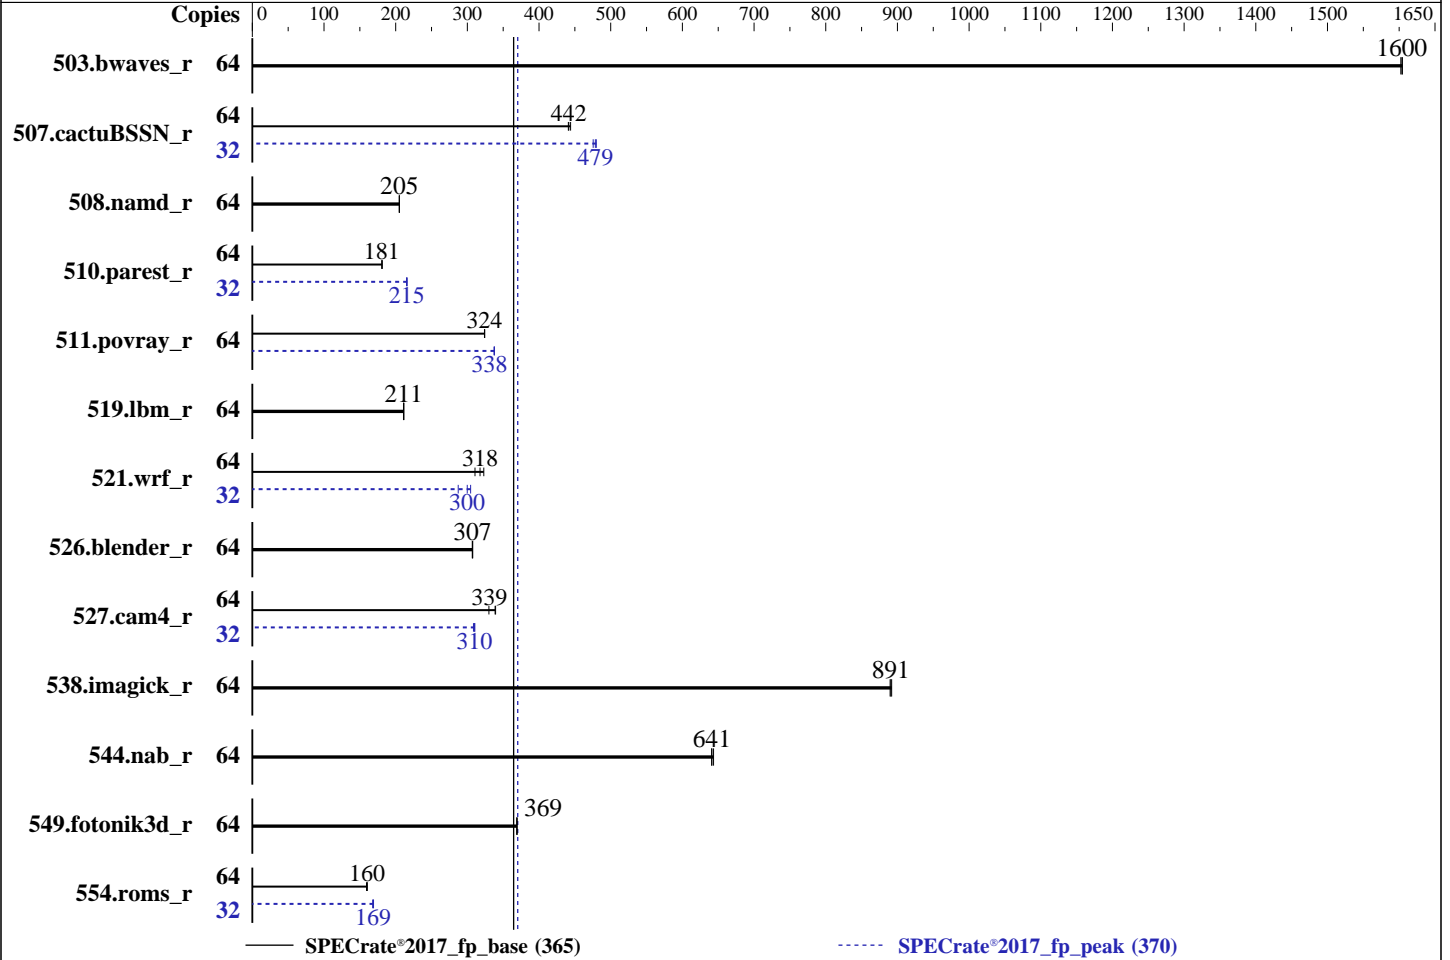 Copies 0 100 200 300 400 500 600 700 800 900 1000 1100 1200 1300 1400 1500 1650
503.bwaves_r 64 1600
507.cactuBSSN_r 64 442
32 479
508.namd_r 64 205
510.parest_r 64 181
32 215
511.povray_r 64 324
338
519.lbm_r 64 211
521.wrf_r 64 318
32 300
526.blender_r 64 307
527.cam4_r 64 339
32 310
538.imagick_r 64 891
544.nab_r 64 641
549.fotonik3d_r 64 369
554.roms_r 64 160
32 169
SPECrate®2017_fp_base (365) SPECrate®2017_fp_peak (370)